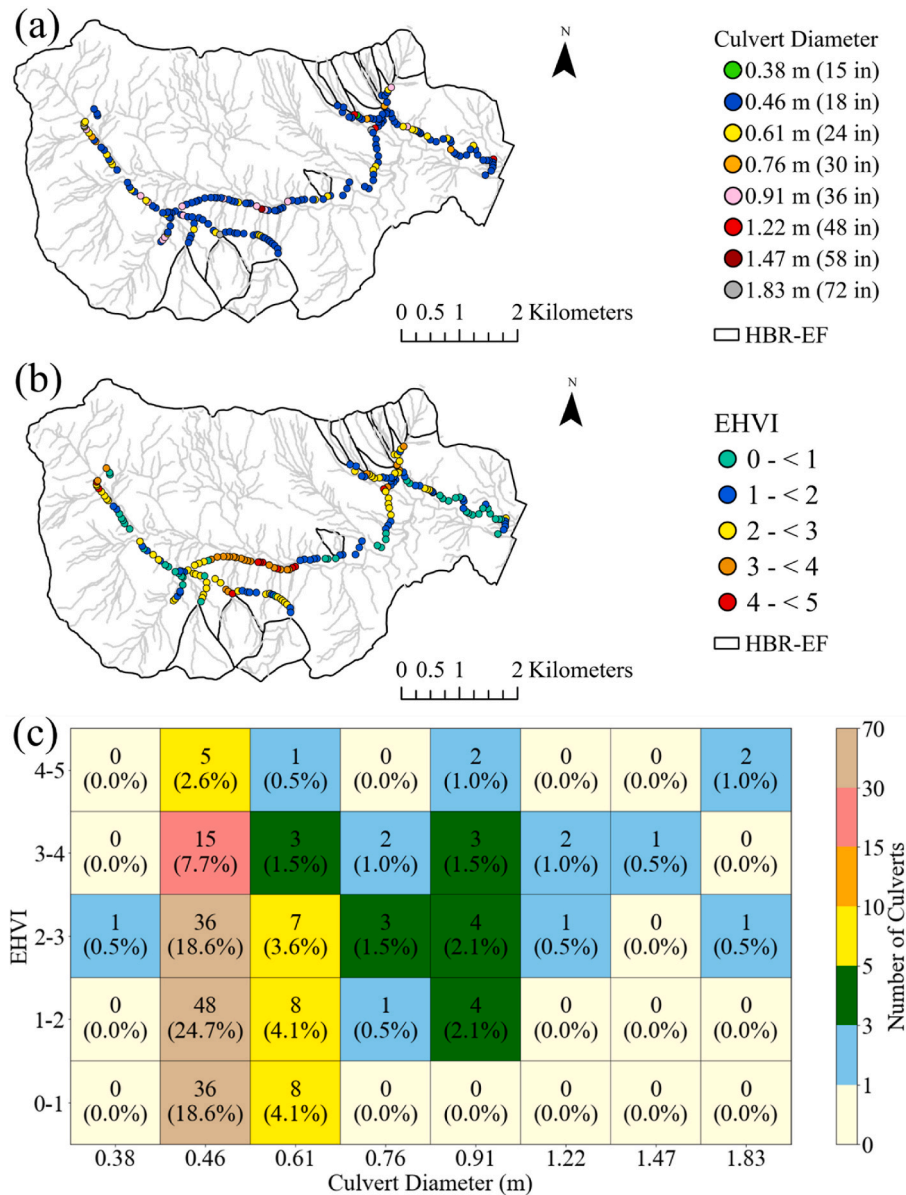 (a)
N
Culvert Diameter
0.38 m (15 in)
0.46 m (18 in)
0.61 m (24 in)
0.76 m (30 in)
0.91 m (36 in)
1.22 m (48 in)
1.47 m (58 in)
1.83 m (72 in)
HBR-EF
0 0.5 1 2 Kilometers
(b)
N
EHVI
0 - < 1
1 - < 2
2 - < 3
3 - < 4
4 - < 5
HBR-EF
0 0.5 1 2 Kilometers
(c)
EHVI
4-5
0 5 1 0 2 0 0 2
(0.0%) (2.6%) (0.5%) (0.0%) (1.0%) (0.0%) (0.0%) (1.0%)
3-4
0 15 3 2 3 2 1 0
(0.0%) (7.7%) (1.5%) (1.0%) (1.5%) (1.0%) (0.5%) (0.0%)
2-3
1 36 7 3 4 1 0 1
(0.5%) (18.6%) (3.6%) (1.5%) (2.1%) (0.5%) (0.0%) (0.5%)
1-2
0 48 8 1 4 0 0 0
(0.0%) (24.7%) (4.1%) (0.5%) (2.1%) (0.0%) (0.0%) (0.0%)
0-1
0 36 8 0 0 0 0 0
(0.0%) (18.6%) (4.1%) (0.0%) (0.0%) (0.0%) (0.0%) (0.0%)
0.38 0.46 0.61 0.76 0.91 1.22 1.47 1.83
Culvert Diameter (m)
70
30
15
10
5
3
1
0
Number of Culverts